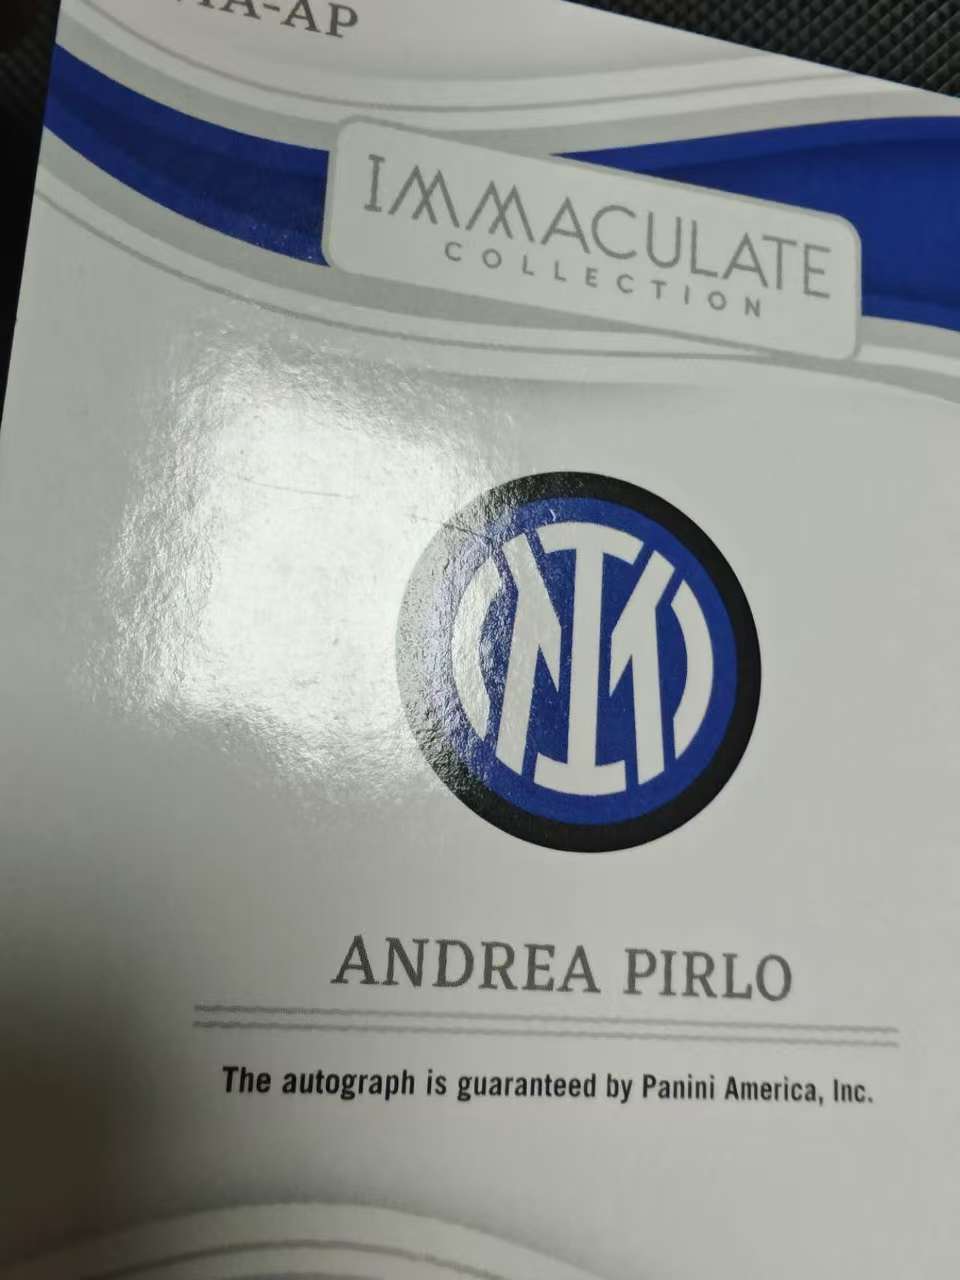 IMMACULATE
COLLECTION
ANDREA PIRLO
The autograph is guaranteed by Panini America, Inc.